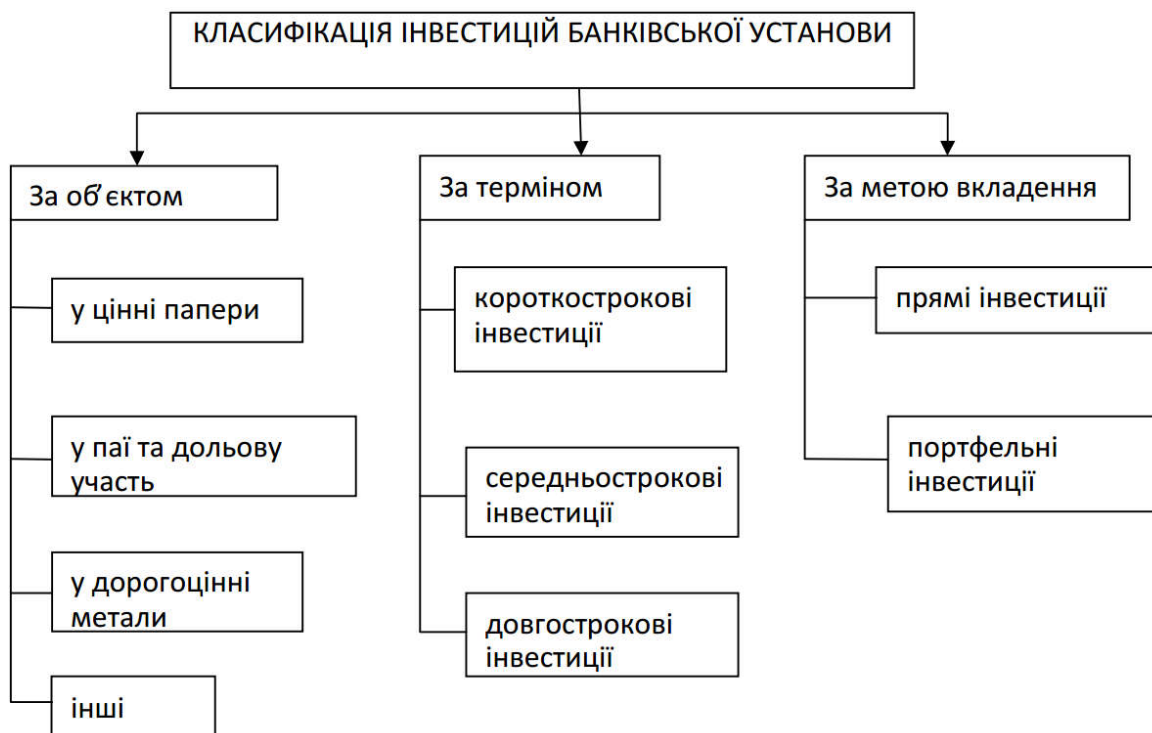 КЛАСИФІКАЦІЯ ІНВЕСТИЦІЙ БАНКІВСЬКОЇ УСТАНОВИ
За об'єктом
у цінні папери
у паї та дольову
участь
у дорогоцінні
метали
інші
За терміном
короткострокові
інвестиції
середньострокові
інвестиції
довгострокові
інвестиції
За метою вкладення
прямі інвестиції
портфельні
інвестиції